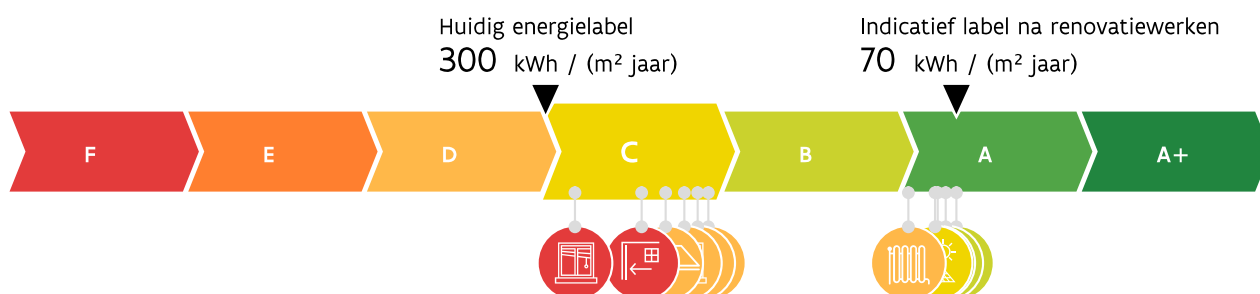 Huidig energielabel
300 kWh / (m² jaar)
Indicatief label na renovatiewerken
70 kWh / (m² jaar)
F E D C B A A+